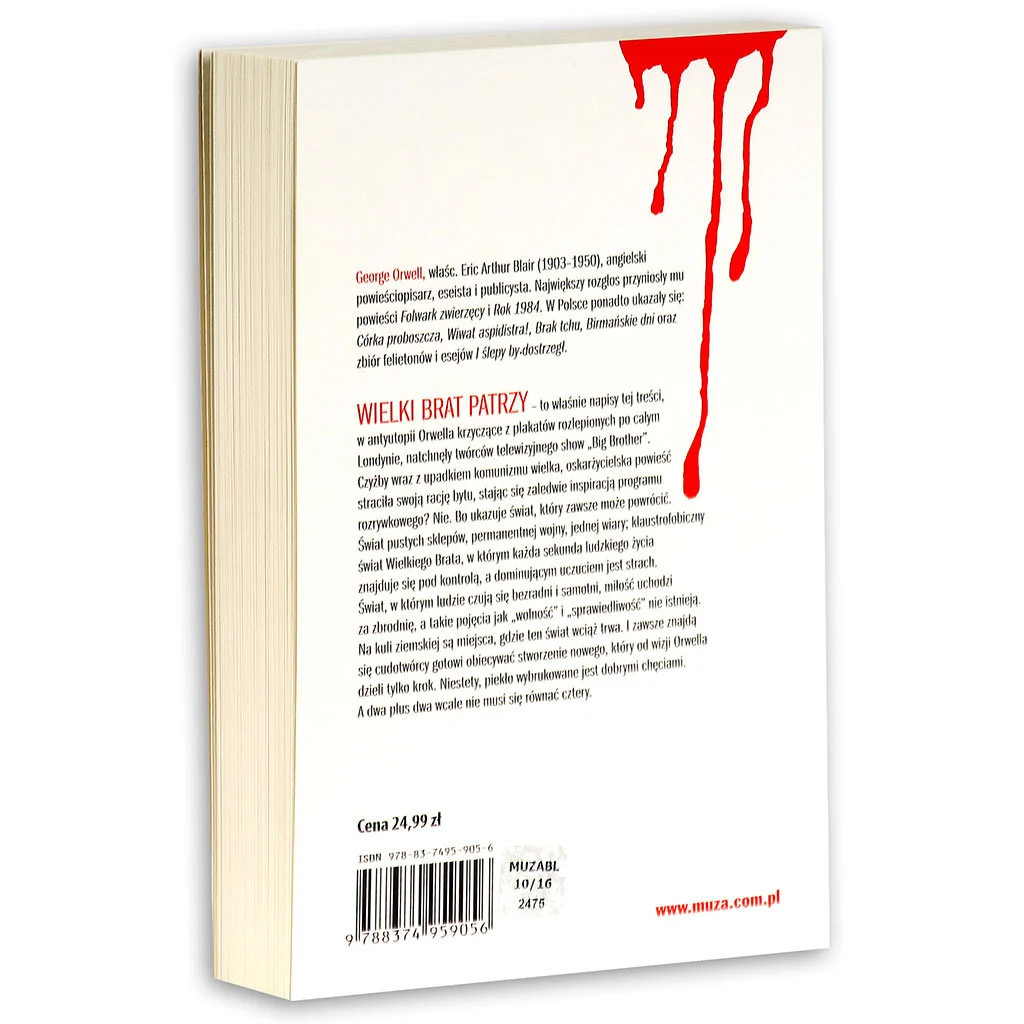 George Orwell, właśc. Eric Arthur Blair (1903–1950), angielski
powieściopisarz, eseista i publicysta. Największy rozgłos przyniosły mu
powieści Folwark zwierzęcy i Rok 1984. W Polsce ponadto ukazały się:
Córka proboszcza, Wiwat aspidistra!, Brak tchu, Birmańskie dni oraz
zbiór felietonów i esejów I ślepy by-dostrzegł.
WIELKI BRAT PATRZY – to właśnie napisy tej treści,
w antyutopii Orwella krzyczące z plakatów rozlepionych po całym
Londynie, natchnęły twórców telewizyjnego show „Big Brother”.
Czyżby wraz z upadkiem komunizmu wielka, oskarżycielska powieść
straciła swoją rację bytu, stając się zaledwie inspiracją programu
rozrywkowego? Nie. Bo ukazuje świat, który zawsze może powrócić.
Świat pustych sklepów, permanentnej wojny, jednej wiary; klaustrofobiczny
świat Wielkiego Brata, w którym każda sekunda ludzkiego życia
znajduje się pod kontrolą, a dominującym uczuciem jest strach.
Świat, w którym ludzie czują się bezradni i samotni, miłość uchodzi
za zbrodnię, a takie pojęcia jak „wolność” i „sprawiedliwość” nie istnieją.
Na kuli ziemskiej są miejsca, gdzie ten świat wciąż trwa. I zawsze znajdą
się cudotwórcy gotowi obiecywać stworzenie nowego, który od wizji Orwella
dzieli tylko krok. Niestety, piekło wybrukowane jest dobrymi chęciami.
A dwa plus dwa wcale nie musi się równać cztery.
Cena 24,99 zł
ISBN 978-83-7495-905-6
9 788374 959056
MUZABL
10/16
2475
www.muza.com.pl